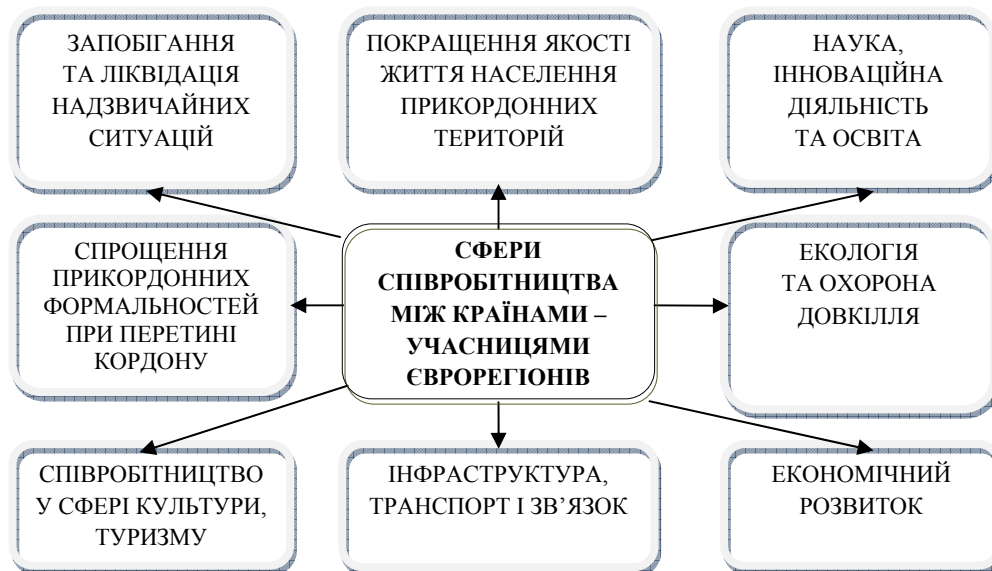 ЗАПОБІГАННЯ
ТА ЛІКВІДАЦІЯ
НАДЗВИЧАЙНИХ
СИТУАЦІЙ
ПОКРАЩЕННЯ ЯКОСТІ
ЖИТТЯ НАСЕЛЕННЯ
ПРИКОРДОННИХ
ТЕРИТОРІЙ
НАУКА,
ІННОВАЦІЙНА
ДІЯЛЬНІСТЬ
ТА ОСВІТА
СПРОЩЕННЯ
ПРИКОРДОННИХ
ФОРМАЛЬНОСТЕЙ
ПРИ ПЕРЕТИНІ
КОРДОНУ
СФЕРИ
СПІВРОБІТНИЦТВА
МІЖ КРАЇНАМИ –
УЧАСНИЦЯМИ
ЄВРОРЕГІОНІВ
ЕКОЛОГІЯ
ТА ОХОРОНА
ДОВКІЛЛЯ
СПІВРОБІТНИЦТВО
У СФЕРІ КУЛЬТУРИ,
ТУРИЗМУ
ІНФРАСТРУКТУРА,
ТРАНСПОРТ І ЗВ’ЯЗОК
ЕКОНОМІЧНИЙ
РОЗВИТОК